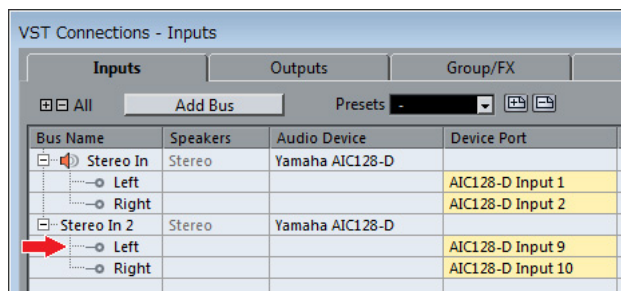 VST Connections - Inputs
Inputs Outputs Group/FX
All Add Bus Presets -
Bus Name Speakers Audio Device Device Port
Stereo In Stereo Yamaha AIC128-D
Left AIC128-D Input 1
Right AIC128-D Input 2
Stereo In 2 Stereo Yamaha AIC128-D
Left AIC128-D Input 9
Right AIC128-D Input 10